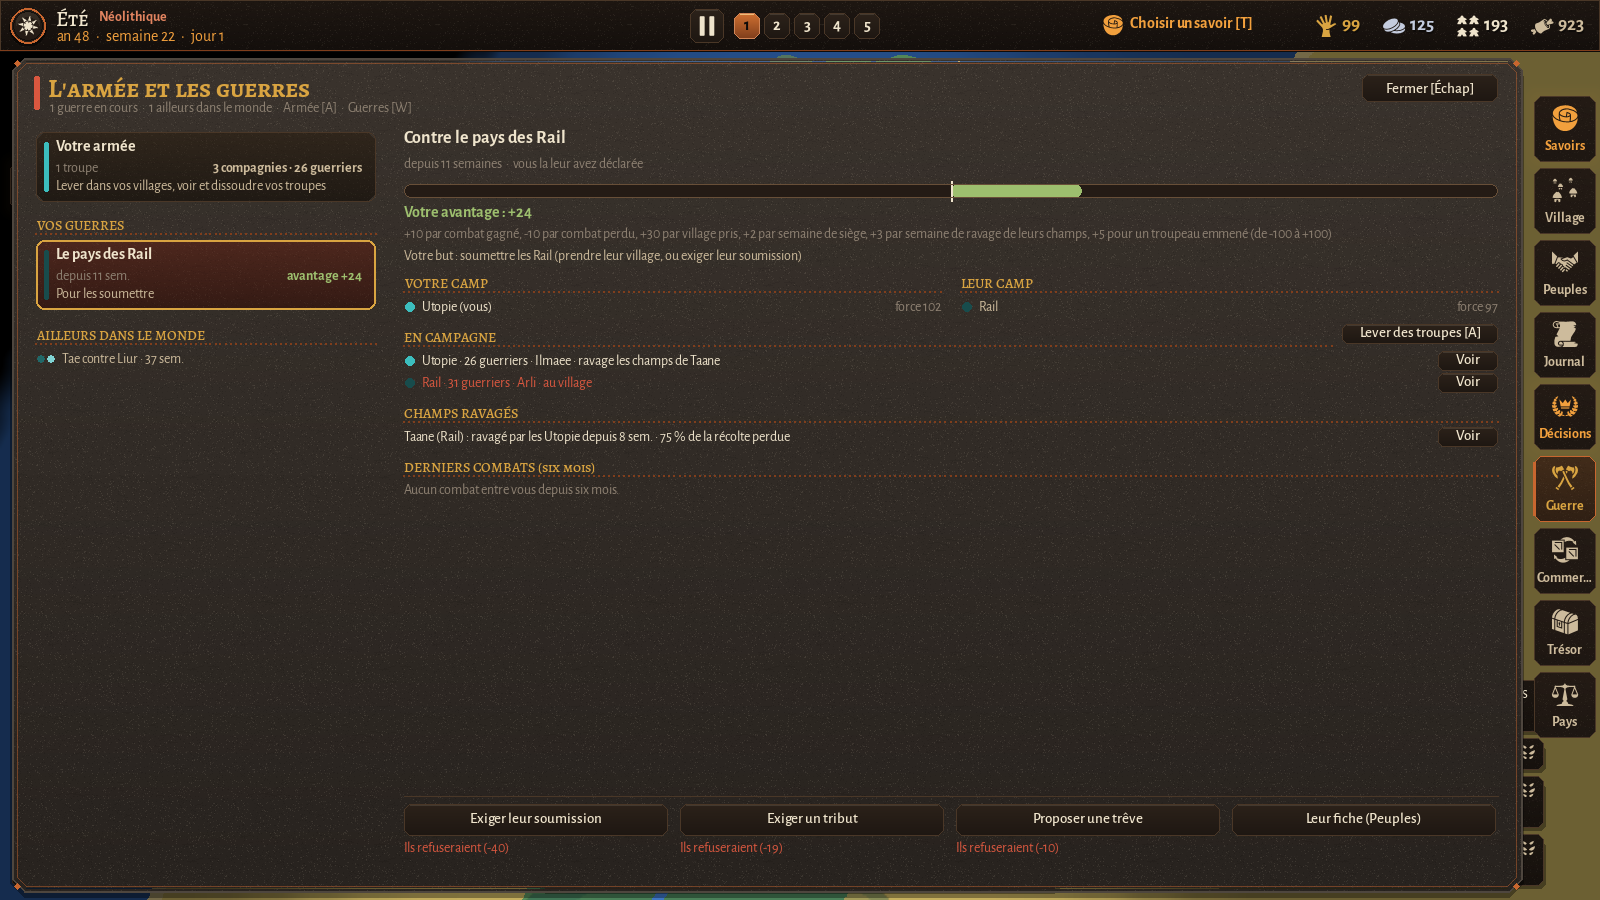 ÉTÉ Néolithique
an 48 · semaine 22 · jour 1
1 2 3 4 5
Choisir un savoir [T]
99 125 193 923
L'ARMÉE ET LES GUERRES
1 guerre en cours · 1 ailleurs dans le monde · Armée [A] · Guerres [W]
Fermer [Échap]
Votre armée
1 troupe 3 compagnies · 26 guerriers
Lever dans vos villages, voir et dissoudre vos troupes
VOS GUERRES
Le pays des Rail
depuis 11 sem. avantage +24
Pour les soumettre
AILLEURS DANS LE MONDE
Tae contre Liur · 37 sem.
Contre le pays des Rail
depuis 11 semaines · vous la leur avez déclarée
Votre avantage : +24
+10 par combat gagné, -10 par combat perdu, +30 par village pris, +2 par semaine de siège, +3 par semaine de ravage de leurs champs, +5 pour un troupeau emmené (de -100 à +100)
Votre but : soumettre les Rail (prendre leur village, ou exiger leur soumission)
VOTRE CAMP
Utopie (vous) force 102
LEUR CAMP
Rail force 97
EN CAMPAGNE
Lever des troupes [A]
Utopie · 26 guerriers · Ilmaee · ravage les champs de Taane Voir
Rail · 31 guerriers · Arli · au village Voir
CHAMPS RAVAGÉS
Taane (Rail) : ravagé par les Utopie depuis 8 sem. · 75 % de la récolte perdue Voir
DERNIERS COMBATS (SIX MOIS)
Aucun combat entre vous depuis six mois.
Exiger leur soumission
Ils refuseraient (-40)
Exiger un tribut
Ils refuseraient (-19)
Proposer une trêve
Ils refuseraient (-10)
Leur fiche (Peuples)
Savoirs
Village
Peuples
Journal
Décisions
Guerre
Commer...
Trésor
Pays